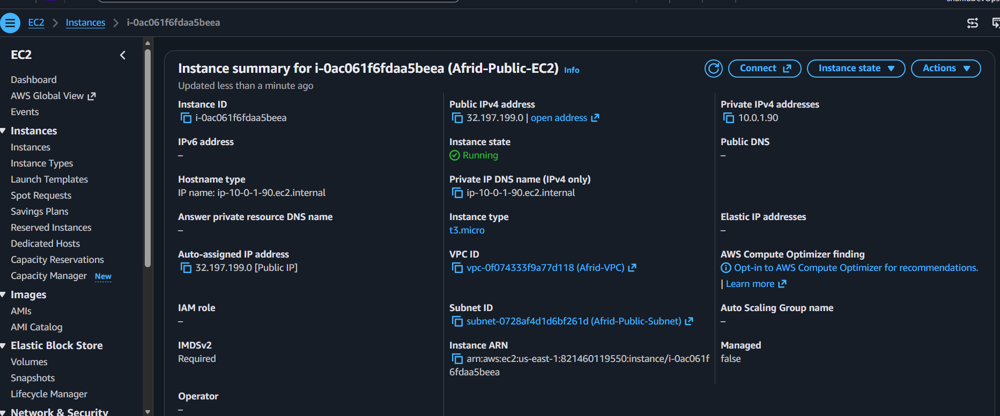 EC2 > Instances > i-0ac061f6fdaa5beea
EC2
Dashboard
AWS Global View
Events
Instances
Instances
Instance Types
Launch Templates
Spot Requests
Savings Plans
Reserved Instances
Dedicated Hosts
Capacity Reservations
Capacity Manager New
Images
AMIs
AMI Catalog
Elastic Block Store
Volumes
Snapshots
Lifecycle Manager
Network & Security
Instance summary for i-0ac061f6fdaa5beea (Afrid-Public-EC2) Info
Updated less than a minute ago
Connect
Instance state
Actions
Instance ID
i-0ac061f6fdaa5beea
Public IPv4 address
32.197.199.0 | open address
Private IPv4 addresses
10.0.1.90
IPv6 address
–
Instance state
Running
Public DNS
–
Hostname type
IP name: ip-10-0-1-90.ec2.internal
Private IP DNS name (IPv4 only)
ip-10-0-1-90.ec2.internal
Answer private resource DNS name
–
Instance type
t3.micro
Elastic IP addresses
–
Auto-assigned IP address
32.197.199.0 [Public IP]
VPC ID
vpc-0f074333f9a77d118 (Afrid-VPC)
AWS Compute Optimizer finding
Opt-in to AWS Compute Optimizer for recommendations.
| Learn more
IAM role
–
Subnet ID
subnet-0728af4d1d6bf261d (Afrid-Public-Subnet)
Auto Scaling Group name
–
IMDSv2
Required
Instance ARN
arn:aws:ec2:us-east-1:821460119550:instance/i-0ac061f
6fdaa5beea
Managed
false
Operator
–